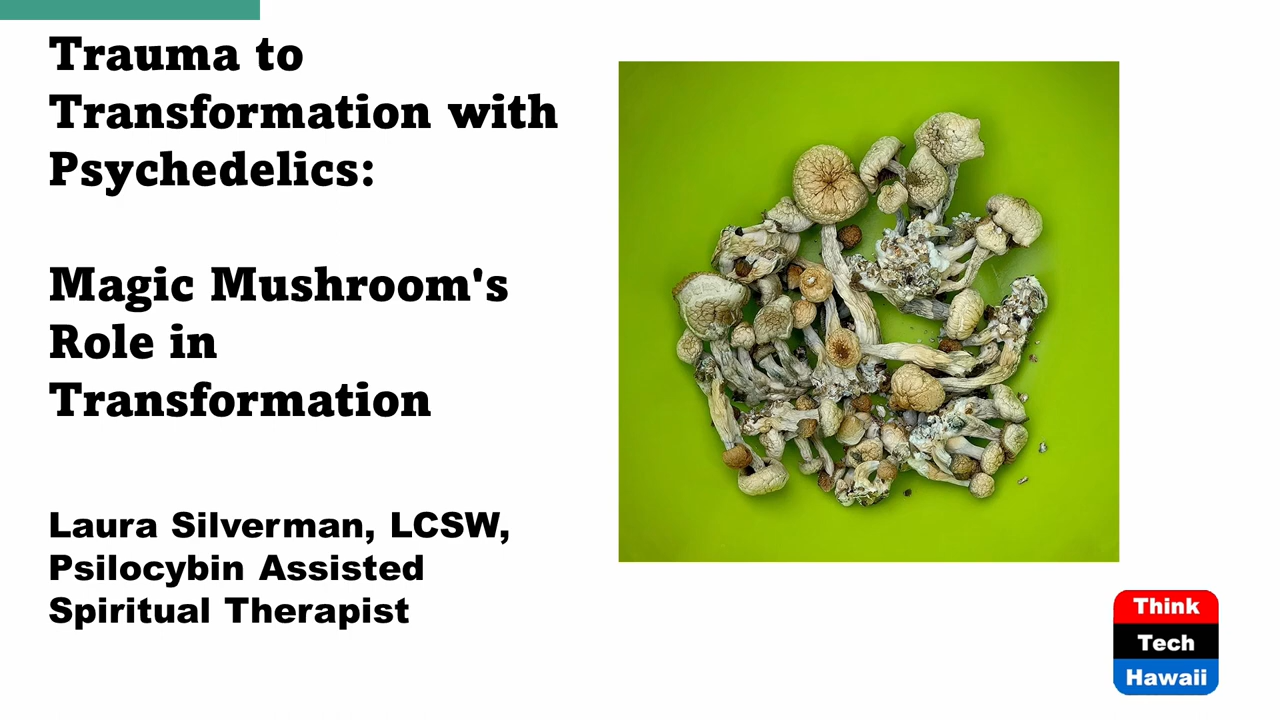 Trauma to
Transformation with
Psychedelics:
Magic Mushroom's
Role in
Transformation
Laura Silverman, LCSW,
Psilocybin Assisted
Spiritual Therapist
Think
Tech
Hawaii